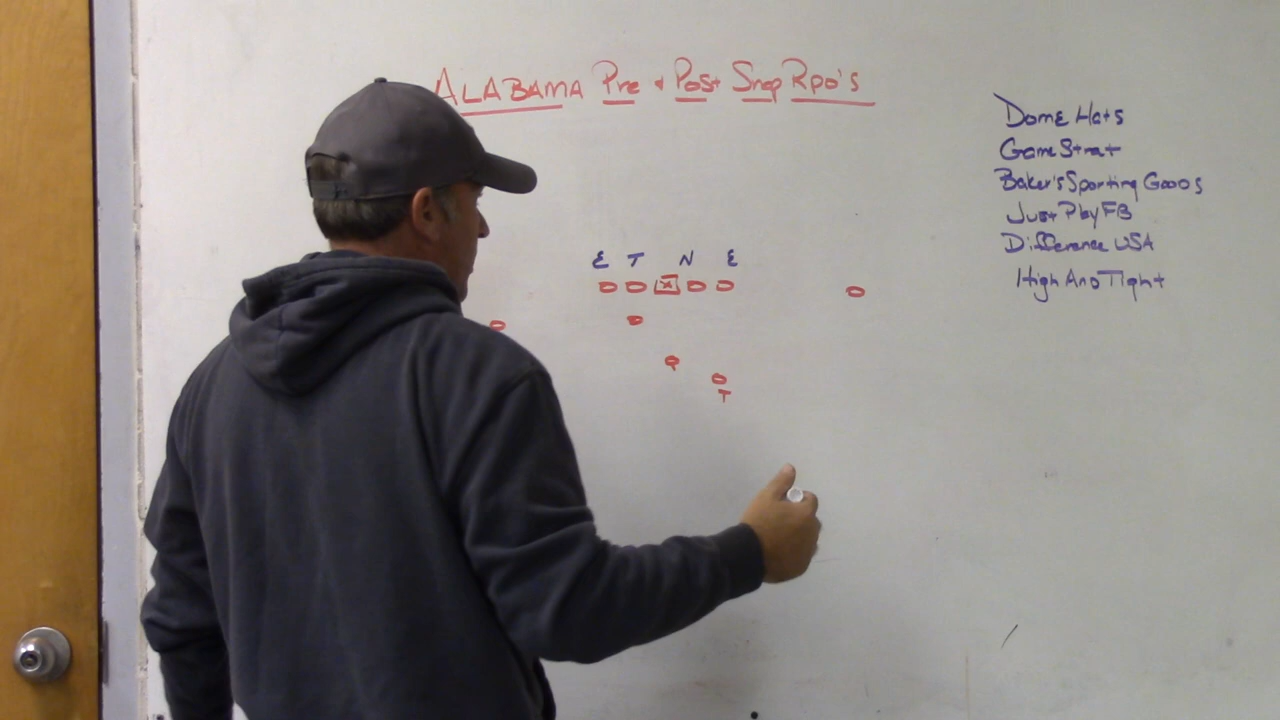 ALABAMA Pre + Post Snap Rpo's
Dome Hats
Game Strat
Baker's Sporting Goods
Just Play FB
Difference USA
High And Tight
E T N E
X
Q
T